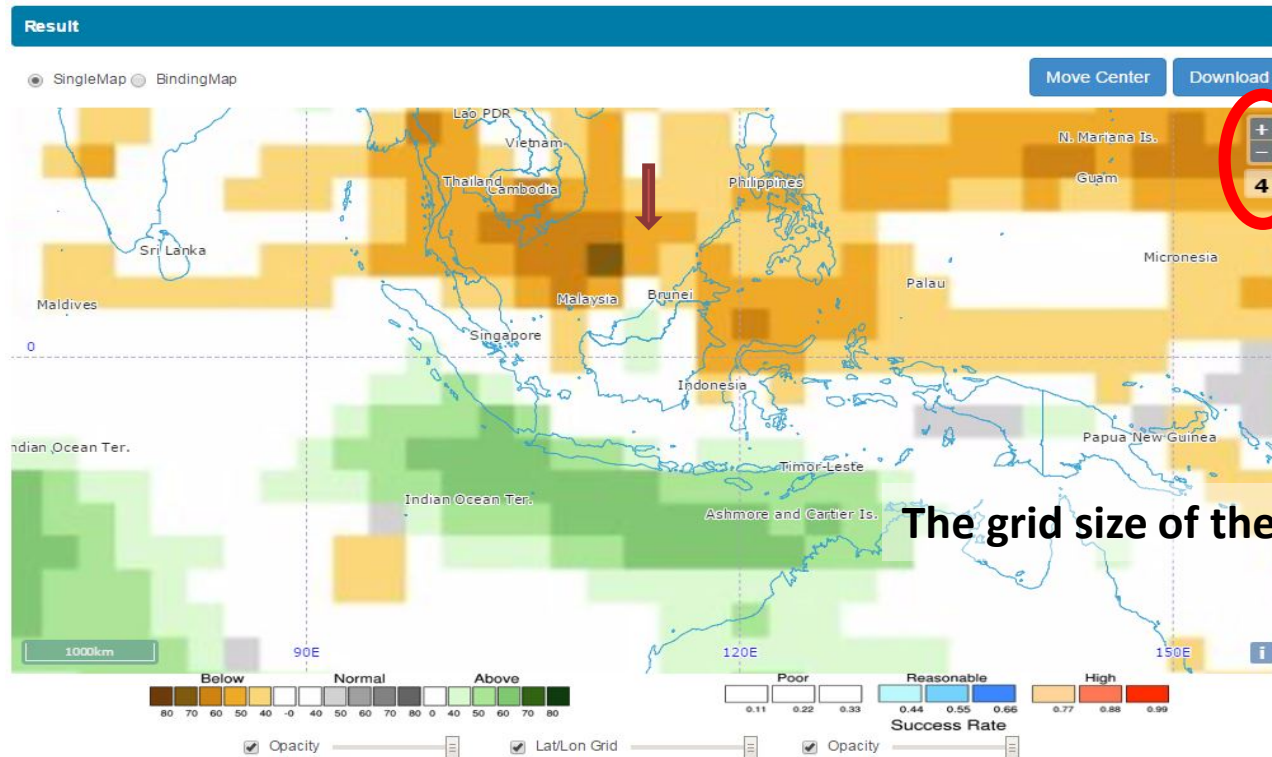 Result
SingleMap BindingMap
Move Center Download
Lao PDR
N. Mariana Is.
+
Vietnam
−
Thailand
Cambodia
Philippines
Guam
4
Sri Lanka
Micronesia
Palau
Maldives
Malaysia
Brunei
Singapore
0
Indonesia
Papua New Guinea
ndian Ocean Ter.
Timor-Leste
Indian Ocean Ter.
Ashmore and Cartier Is.
The grid size of the
1000km
90E
120E
150E
i
Below Normal Above
80 70 60 50 40 -0 40 50 60 70 80 0 40 50 60 70 80
Poor Reasonable High
0.11 0.22 0.33 0.44 0.55 0.66 0.77 0.88 0.99
Success Rate
Opacity Lat/Lon Grid Opacity